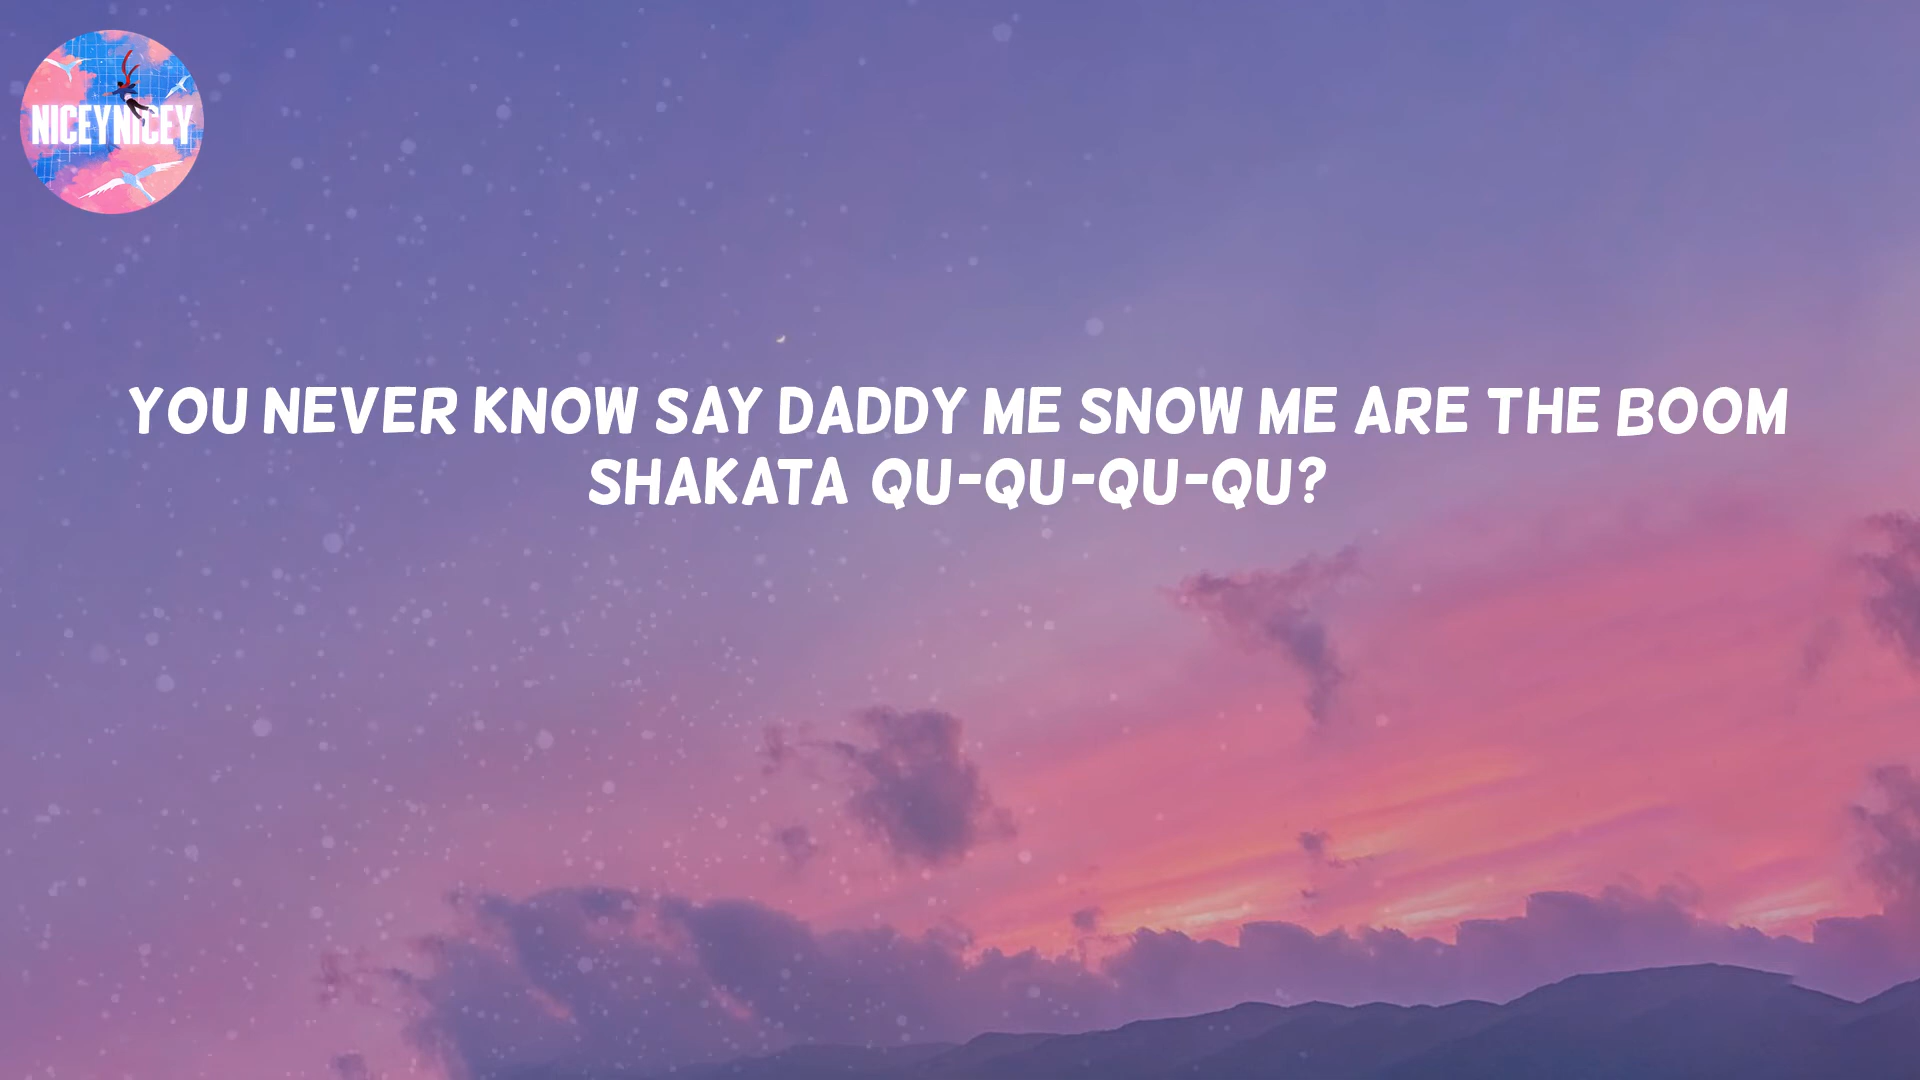 NICEYNICEY
YOU NEVER KNOW SAY DADDY ME SNOW ME ARE THE BOOM
SHAKATA QU-QU-QU-QU?